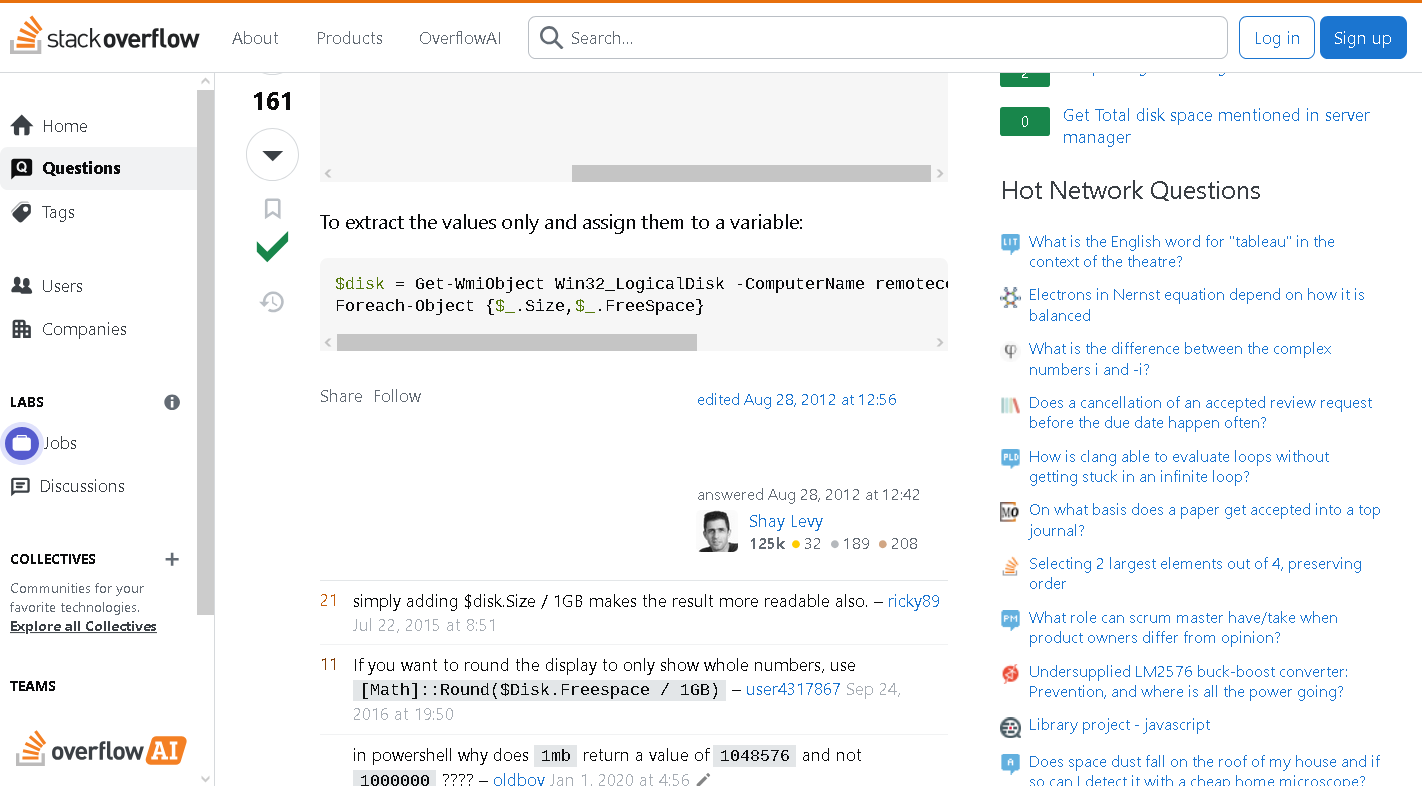 stack overflow
About
Products
OverflowAI
Search...
Log in
Sign up
Home
Questions
Tags
Users
Companies
LABS
Jobs
Discussions
COLLECTIVES
Communities for your
favorite technologies.
Explore all Collectives
TEAMS
overflow AI
161
To extract the values only and assign them to a variable:
$disk = Get-WmiObject Win32_LogicalDisk -ComputerName
Foreach-Object {$_.Size,$_.FreeSpace}
Share Follow
edited Aug 28, 2012 at 12:56
answered Aug 28, 2012 at 12:42
Shay Levy
125k 32 189 208
21 simply adding $disk.Size / 1GB makes the result more readable also. – ricky89
Jul 22, 2015 at 8:51
11 If you want to round the display to only show whole numbers, use
[Math]::Round($Disk.Freespace / 1GB) – user4317867 Sep 24,
2016 at 19:50
in powershell why does 1mb return a value of 1048576 and not
1000000 ???? – oldboy Jan 1, 2020 at 4:56
2
0 Get Total disk space mentioned in server
manager
Hot Network Questions
LIT What is the English word for "tableau" in the
context of the theatre?
Electrons in Nernst equation depend on how it is
balanced
φ What is the difference between the complex
numbers i and -i?
Does a cancellation of an accepted review request
before the due date happen often?
PLD How is clang able to evaluate loops without
getting stuck in an infinite loop?
MO On what basis does a paper get accepted into a top
journal?
Selecting 2 largest elements out of 4, preserving
order
PM What role can scrum master have/take when
product owners differ from opinion?
Undersupplied LM2576 buck-boost converter:
Prevention, and where is all the power going?
Library project - javascript
A Does space dust fall on the roof of my house and if
so can I detect it with a cheap home microscope?